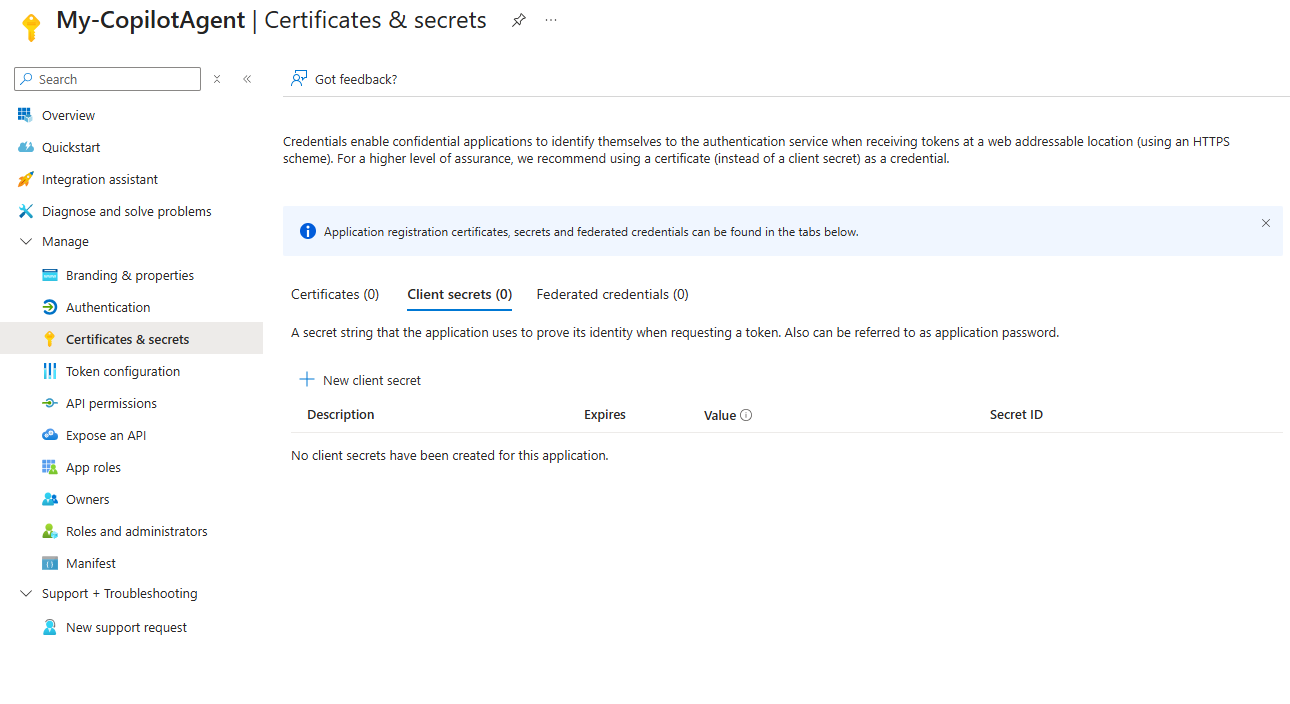 My-CopilotAgent | Certificates & secrets
Search
Got feedback?
Overview
Quickstart
Integration assistant
Diagnose and solve problems
Manage
Branding & properties
Authentication
Certificates & secrets
Token configuration
API permissions
Expose an API
App roles
Owners
Roles and administrators
Manifest
Support + Troubleshooting
New support request
Credentials enable confidential applications to identify themselves to the authentication service when receiving tokens at a web addressable location (using an HTTPS
scheme). For a higher level of assurance, we recommend using a certificate (instead of a client secret) as a credential.
Application registration certificates, secrets and federated credentials can be found in the tabs below.
Certificates (0) Client secrets (0) Federated credentials (0)
A secret string that the application uses to prove its identity when requesting a token. Also can be referred to as application password.
New client secret
Description Expires Value Secret ID
No client secrets have been created for this application.